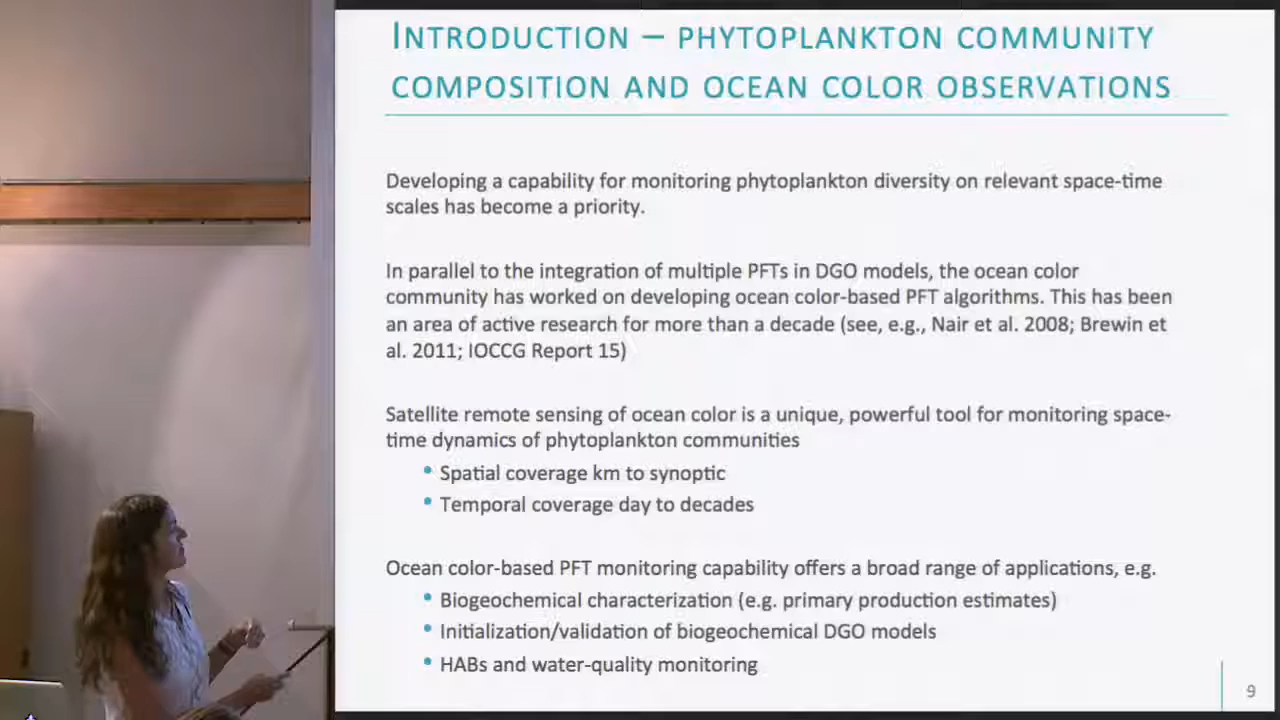 INTRODUCTION – PHYTOPLANKTON COMMUNITY
COMPOSITION AND OCEAN COLOR OBSERVATIONS
Developing a capability for monitoring phytoplankton diversity on relevant space-time
scales has become a priority.
In parallel to the integration of multiple PFTs in DGO models, the ocean color
community has worked on developing ocean color-based PFT algorithms. This has been
an area of active research for more than a decade (see, e.g., Nair et al. 2008; Brewin et
al. 2011; IOCCG Report 15)
Satellite remote sensing of ocean color is a unique, powerful tool for monitoring space-
time dynamics of phytoplankton communities
• Spatial coverage km to synoptic
• Temporal coverage day to decades
Ocean color-based PFT monitoring capability offers a broad range of applications, e.g.
• Biogeochemical characterization (e.g. primary production estimates)
• Initialization/validation of biogeochemical DGO models
• HABs and water-quality monitoring
9